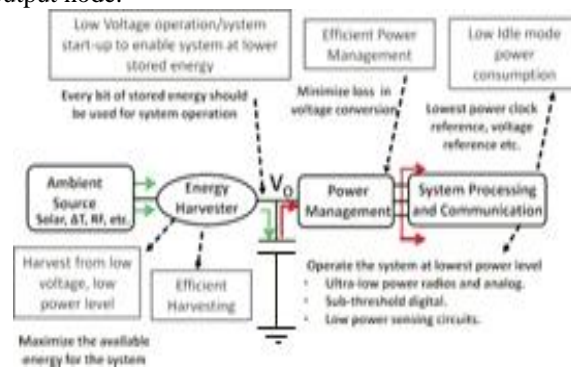 output node.
Low Voltage operation/system
start-up to enable system at lower
stored energy
Efficient Power
Management
Low Idle mode
power
consumption
Every bit of stored energy should
be used for system operation
Minimize loss in
voltage conversion
Lowest power clock
reference, voltage
reference etc.
Ambient
Source
Solar, ΔT, RF, etc.
Energy
Harvester
V₀
Power
Management
System Processing
and Communication
Harvest from low
voltage, low
power level
Efficient
Harvesting
Operate the system at lowest power level
· Ultra-low power radios and analog.
· Sub-threshold digital.
· Low power sensing circuits.
Maximize the available
energy for the system